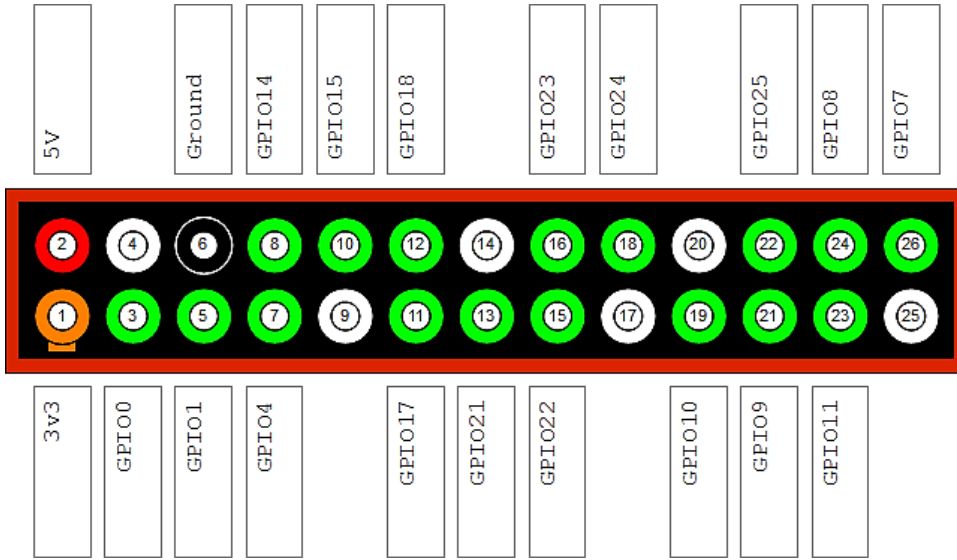 5V
Ground
GPIO14
GPIO15
GPIO18
GPIO23
GPIO24
GPIO25
GPIO8
GPIO7
2
4
6
8
10
12
14
16
18
20
22
24
26
1
3
5
7
9
11
13
15
17
19
21
23
25
3v3
GPIO0
GPIO1
GPIO4
GPIO17
GPIO21
GPIO22
GPIO10
GPIO9
GPIO11